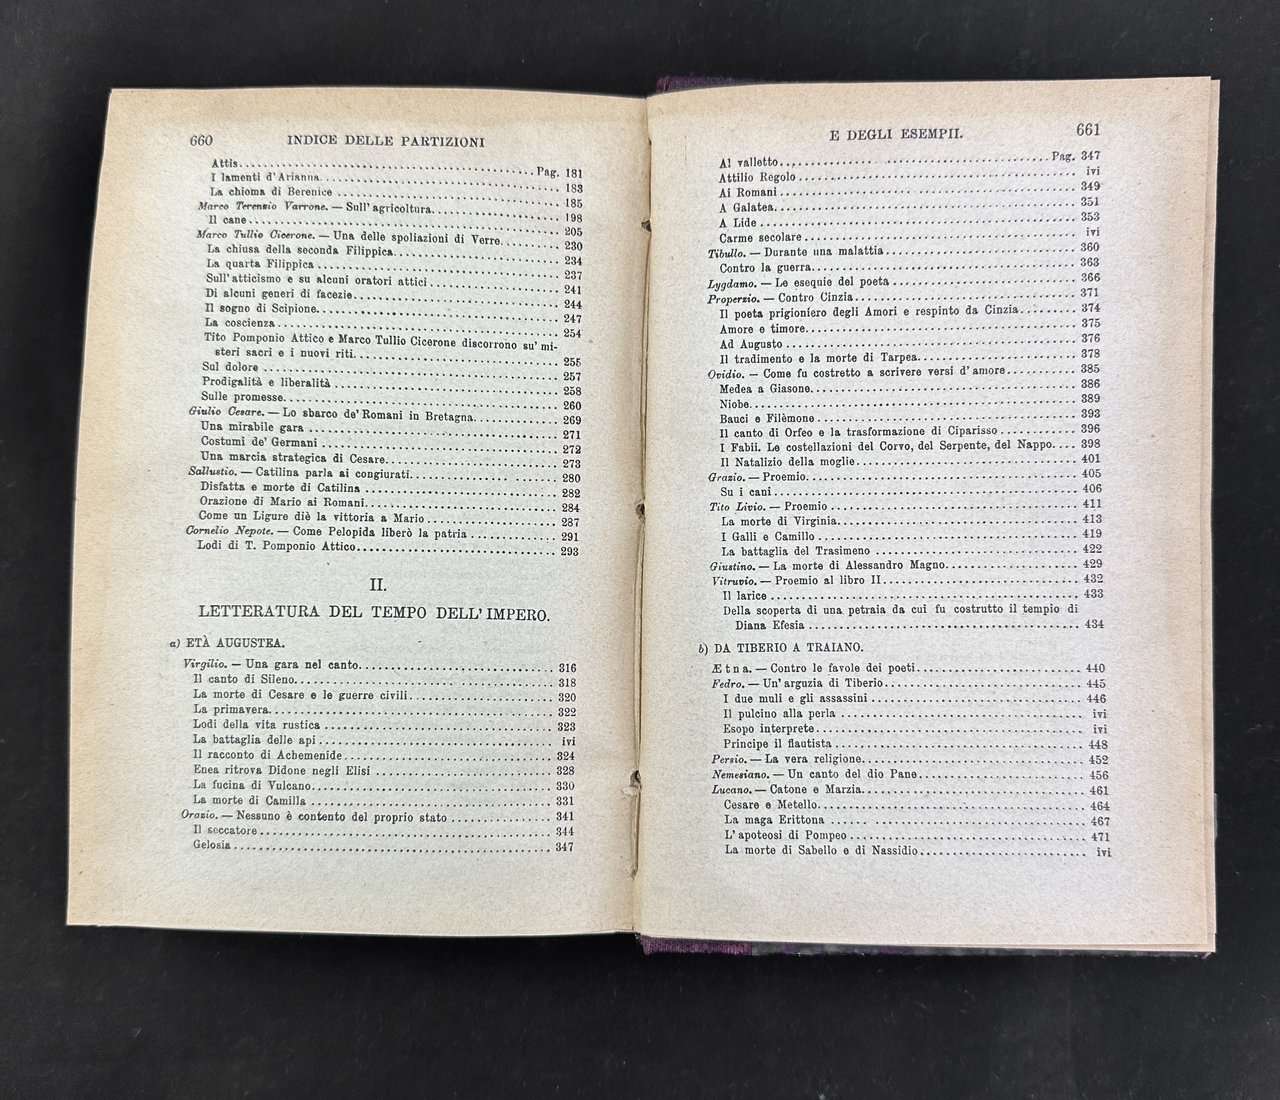 660 INDICE DELLE PARTIZIONI
Attis . . . . . Pag. 181
I lamenti d'Arianna . . . . . 183
La chioma di Berenice . . . . . 185
Marco Terenzio Varrone. — Sull'agricoltura . . . . . 198
Il cane . . . . . 205
Marco Tullio Cicerone. — Una delle spoliazioni di Verre . . . . . 230
La chiusa della seconda Filippica . . . . . 234
La quarta Filippica . . . . . 237
Sull'atticismo e su alcuni oratori attici . . . . . 241
Di alcuni generi di facezie . . . . . 244
Il sogno di Scipione . . . . . 247
La coscienza . . . . . 254
Tito Pomponio Attico e Marco Tullio Cicerone discorrono su' mi-
steri sacri e i nuovi riti . . . . . 255
Sul dolore . . . . . 257
Prodigalità e liberalità . . . . . 258
Sulle promesse . . . . . 260
Giulio Cesare. — Lo sbarco de' Romani in Bretagna . . . . . 269
Una mirabile gara . . . . . 271
Costumi de' Germani . . . . . 272
Una marcia strategica di Cesare . . . . . 273
Sallustio. — Catilina parla ai congiurati . . . . . 280
Disfatta e morte di Catilina . . . . . 282
Orazione di Mario ai Romani . . . . . 284
Come un Ligure diè la vittoria a Mario . . . . . 287
Cornelio Nepote. — Come Pelopida liberò la patria . . . . . 291
Lodi di T. Pomponio Attico . . . . . 293
II.
LETTERATURA DEL TEMPO DELL'IMPERO.
a) ETÀ AUGUSTEA.
Virgilio. — Una gara nel canto . . . . . 316
Il canto di Sileno . . . . . 318
La morte di Cesare e le guerre civili . . . . . 320
La primavera . . . . . 322
Lodi della vita rustica . . . . . 323
La battaglia delle api . . . . . ivi
Il racconto di Achemenide . . . . . 324
Enea ritrova Didone negli Elisi . . . . . 328
La fucina di Vulcano . . . . . 330
La morte di Camilla . . . . . 331
Orazio. — Nessuno è contento del proprio stato . . . . . 341
Il seccatore . . . . . 344
Gelosia . . . . . 347
E DEGLI ESEMPII. 661
Al valletto . . . . . Pag. 347
Attilio Regolo . . . . . ivi
Ai Romani . . . . . 349
A Galatea . . . . . 351
A Lide . . . . . 353
Carme secolare . . . . . ivi
Tibullo. — Durante una malattia . . . . . 360
Contro la guerra . . . . . 363
Lygdamo. — Le esequie del poeta . . . . . 366
Properzio. — Contro Cinzia . . . . . 371
Il poeta prigioniero degli Amori e respinto da Cinzia . . . . . 374
Amore e timore . . . . . 375
Ad Augusto . . . . . 376
Il tradimento e la morte di Tarpea . . . . . 378
Ovidio. — Come fu costretto a scrivere versi d'amore . . . . . 385
Medea a Giasone . . . . . 386
Niobe . . . . . 389
Bauci e Filèmone . . . . . 393
Il canto di Orfeo e la trasformazione di Ciparisso . . . . . 396
I Fabii. Le costellazioni del Corvo, del Serpente, del Nappo . . . . 398
Il Natalizio della moglie . . . . . 401
Grazio. — Proemio . . . . . 405
Su i cani . . . . . 406
Tito Livio. — Proemio . . . . . 411
La morte di Virginia . . . . . 413
I Galli e Camillo . . . . . 419
La battaglia del Trasimeno . . . . . 422
Giustino. — La morte di Alessandro Magno . . . . . 429
Vitruvio. — Proemio al libro II . . . . . 432
Il larice . . . . . 433
Della scoperta di una petraia da cui fu costrutto il tempio di
Diana Efesia . . . . . 434
b) DA TIBERIO A TRAIANO.
Ætna. — Contro le favole dei poeti . . . . . 440
Fedro. — Un'arguzia di Tiberio . . . . . 445
I due muli e gli assassini . . . . . 446
Il pulcino alla perla . . . . . ivi
Esopo interprete . . . . . ivi
Principe il flautista . . . . . 448
Persio. — La vera religione . . . . . 452
Nemesiano. — Un canto del dio Pane . . . . . 456
Lucano. — Catone e Marzia . . . . . 461
Cesare e Metello . . . . . 464
La maga Erittona . . . . . 467
L'apoteosi di Pompeo . . . . . 471
La morte di Sabello e di Nassidio . . . . . ivi